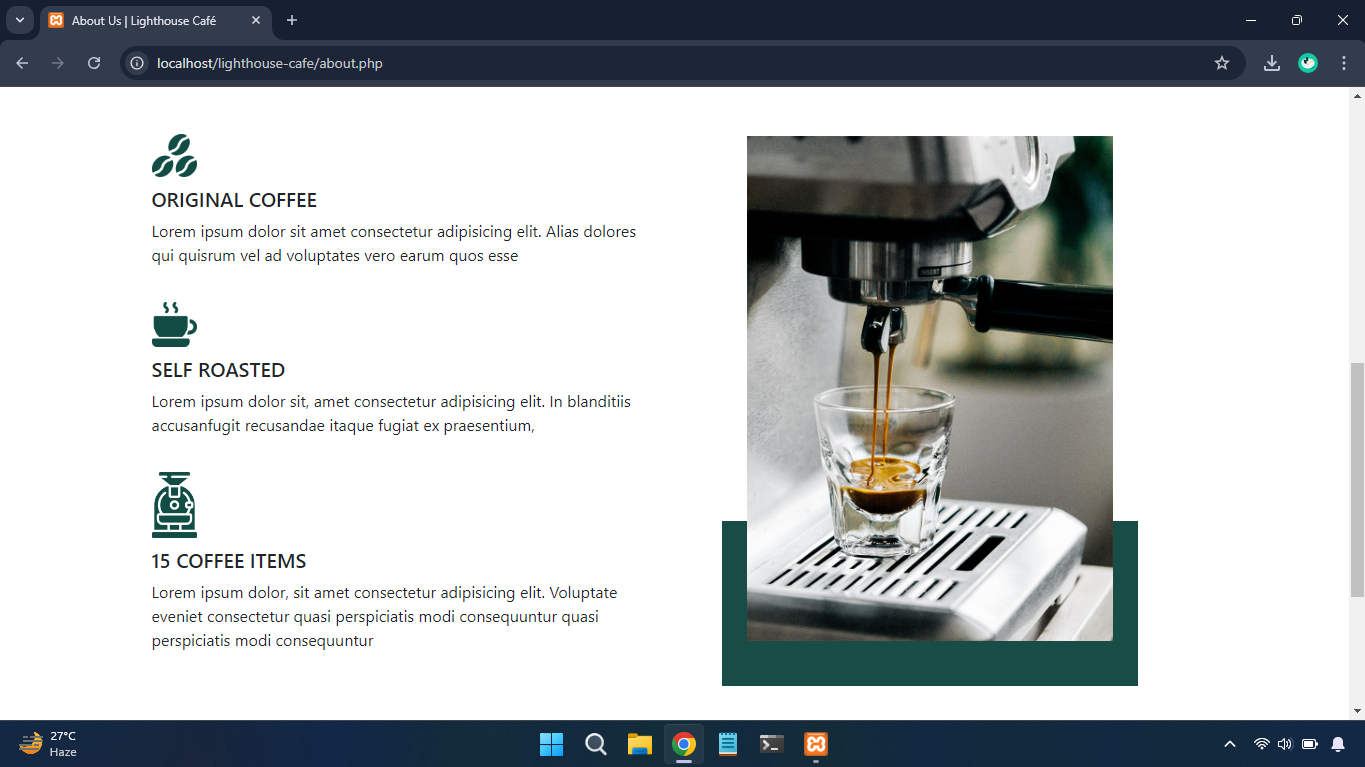 About Us | Lighthouse Café
localhost/lighthouse-cafe/about.php
ORIGINAL COFFEE
Lorem ipsum dolor sit amet consectetur adipisicing elit. Alias dolores
qui quisrum vel ad voluptates vero earum quos esse
SELF ROASTED
Lorem ipsum dolor sit, amet consectetur adipisicing elit. In blanditiis
accusanfugit recusandae itaque fugiat ex praesentium,
15 COFFEE ITEMS
Lorem ipsum dolor, sit amet consectetur adipisicing elit. Voluptate
eveniet consectetur quasi perspiciatis modi consequuntur quasi
perspiciatis modi consequuntur
INSERT
27°C
Haze